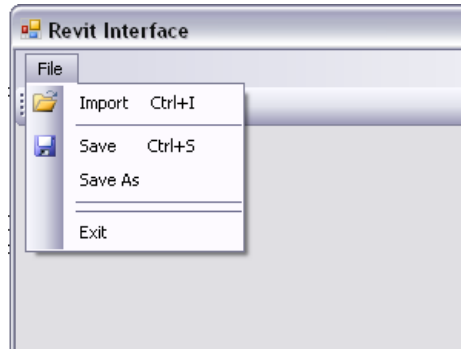 Revit Interface
File
Import Ctrl+I
Save Ctrl+S
Save As
Exit